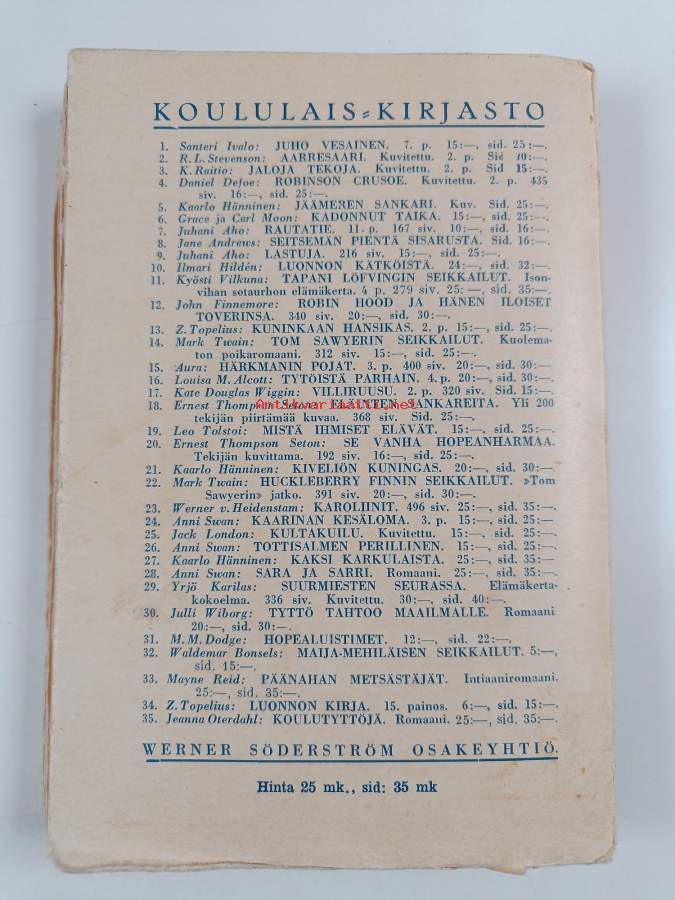 KOULULAIS-KIRJASTO
1. Santeri Ivalo: JUHO VESAINEN. 7. p. 15:—, sid. 25:—.
2. R. L. Stevenson: AARRESAARI. Kuvitettu. 2. p. Sid 20:—.
3. K. Raitio: JALOJA TEKOJA. Kuvitettu. 2. p. Sid 15:—.
4. Daniel Defoe: ROBINSON CRUSOE. Kuvitettu. 2. p. 435
siv. 16:—, sid. 25:—.
5. Kaarlo Hänninen: JÄÄMEREN SANKARI. Kuv. Sid. 25:—.
6. Grace ja Carl Moon: KADONNUT TAIKA. 15:—, sid. 25:—.
7. Juhani Aho: RAUTATIE. 11. p. 167 siv. 10:—, sid. 16:—.
8. Jane Andrews: SEITSEMÄN PIENTÄ SISARUSTA. Sid. 16:—.
9. Juhani Aho: LASTUJA. 216 siv. 15:—, sid. 25:—.
10. Ilmari Hildén: LUONNON KÄTKÖISTÄ. 24:—, sid. 32:—.
11. Kyösti Vilkuna: TAPANI LÖFVINGIN SEIKKAILUT. Ison-
vihan sotaurhon elämäkerta. 4 p. 279 siv. 25:—, sid. 35:—.
12. John Finnemore: ROBIN HOOD JA HÄNEN ILOISET
TOVERINSA. 340 siv. 20:—, sid. 30:—.
13. Z. Topelius: KUNINKAAN HANSIKAS. 2. p. 15:—, sid. 25:—.
14. Mark Twain: TOM SAWYERIN SEIKKAILUT. Kuolema-
ton poikaromaani. 312 siv. 15:—, sid. 25:—.
15. Aura: HÄRKMANIN POJAT. 3. p. 400 siv. 20:—, sid. 30:—
16. Louisa M. Alcott: TYTÖISTÄ PARHAIN. 4. p. 20:—, sid. 30:—.
17. Kate Douglas Wiggin: VILLIRUUSU. 2. p. 320 siv. Sid. 15:—.
18. Ernest Thompson Seton: ELÄINTEN SANKAREITA. Yli 200
tekijän piirtämää kuvaa. 368 siv. Sid. 25:—.
19. Leo Tolstoi: MISTÄ IHMISET ELÄVÄT. 15:—, sid. 25:—.
20. Ernest Thompson Seton: SE VANHA HOPEANHARMAA.
Tekijän kuvittama. 192 siv. 16:—, sid. 25:—.
21. Kaarlo Hänninen: KIVELIÖN KUNINGAS. 20:—, sid. 30:—.
22. Mark Twain: HUCKLEBERRY FINNIN SEIKKAILUT. »Tom
Sawyerin» jatko. 391 siv. 20:—, sid. 30:—.
23. Werner v. Heidenstam: KAROLIINIT. 496 siv. 25:—, sid. 35:—.
24. Anni Swan: KAARINAN KESÄLOMA. 3. p. 15:—, sid. 25:—
25. Jack London: KULTAKUILU. Kuvitettu. 15:—, sid. 25:—.
26. Anni Swan: TOTTISALMEN PERILLINEN. 15:—, sid. 25:—.
27. Kaarlo Hänninen: KAKSI KARKULAISTA. 25:—, sid. 35:—
28. Anni Swan: SARA JA SARRI. Romaani. 25:—, sid. 35:—.
29. Yrjö Karilas: SUURMIESTEN SEURASSA. Elämäkerta-
kokoelma. 336 siv. Kuvitettu. 30:—, sid. 40:—.
30. Julli Wiborg: TYTTÖ TAHTOO MAAILMALLE. Romaani
20:—, sid. 30:—.
31. M. M. Dodge: HOPEALUISTIMET. 12:—, sid. 22:—.
32. Waldemar Bonsels: MAIJA-MEHILÄISEN SEIKKAILUT. 5:—,
sid. 15:—.
33. Mayne Reid: PÄÄNAHAN METSÄSTÄJÄT. Intiaaniromaani.
25:—, sid. 35:—.
34. Z. Topelius: LUONNON KIRJA. 15. painos. 6:—, sid. 15:—.
35. Jeanna Oterdahl: KOULUTYTTÖJÄ. Romaani. 25:—, sid. 35:—.
WERNER SÖDERSTRÖM OSAKEYHTIÖ.
Hinta 25 mk., sid: 35 mk